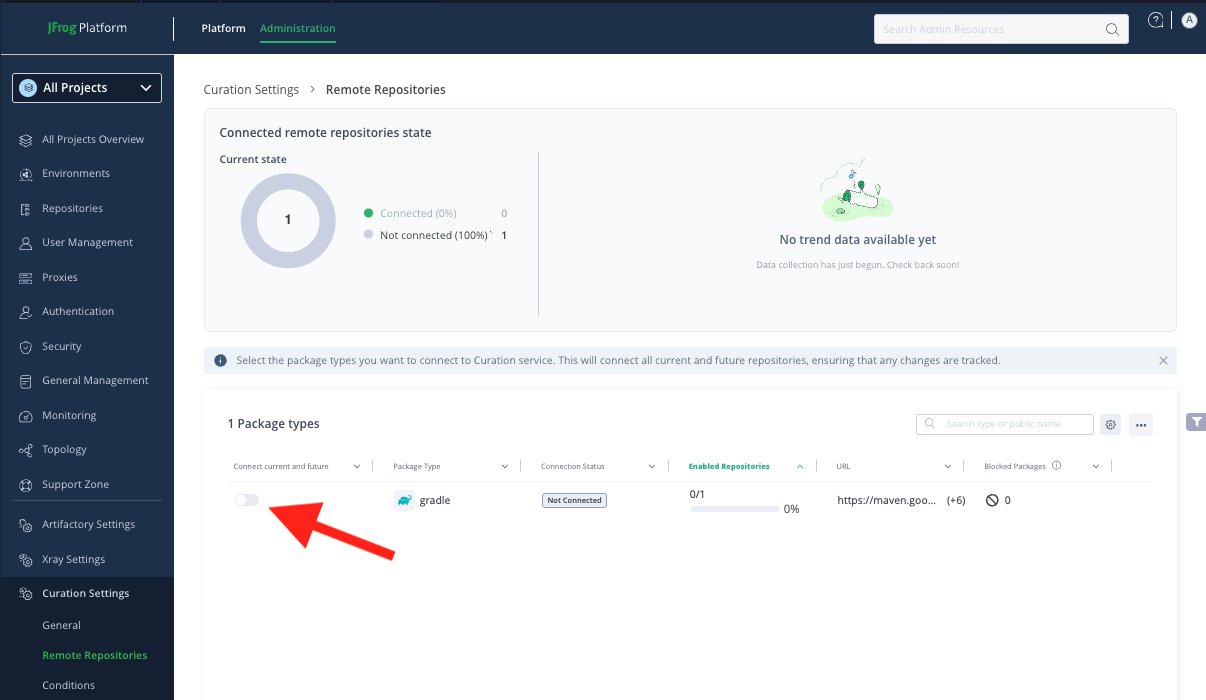 JFrog Platform
Platform Administration
Search Admin Resources
?
A
All Projects
All Projects Overview
Environments
Repositories
User Management
Proxies
Authentication
Security
General Management
Monitoring
Topology
Support Zone
Artifactory Settings
Xray Settings
Curation Settings
General
Remote Repositories
Conditions
Curation Settings > Remote Repositories
Connected remote repositories state
Current state
1
Connected (0%) 0
Not connected (100%)` 1
No trend data available yet
Data collection has just begun. Check back soon!
Select the package types you want to connect to Curation service. This will connect all current and future repositories, ensuring that any changes are tracked.
1 Package types
Search type or public name
Connect current and future Package Type Connection Status Enabled Repositories URL Blocked Packages
gradle Not Connected 0/1 0% https://maven.goo... (+6) 0